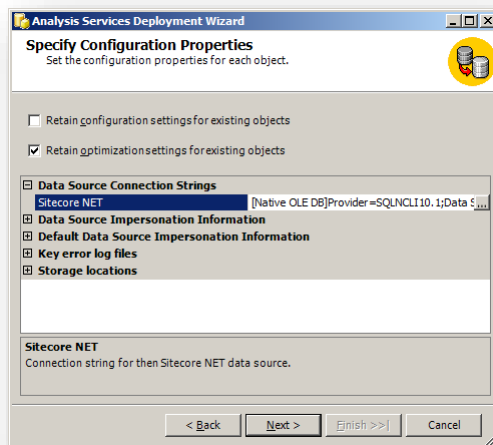 Analysis Services Deployment Wizard
Specify Configuration Properties
Set the configuration properties for each object.
Retain configuration settings for existing objects
Retain optimization settings for existing objects
Data Source Connection Strings
Sitecore NET [Native OLE DB]Provider=SQLNCLI10.1;Data S ...
Data Source Impersonation Information
Default Data Source Impersonation Information
Key error log files
Storage locations
Sitecore NET
Connection string for then Sitecore NET data source.
< Back Next > Finish >>| Cancel